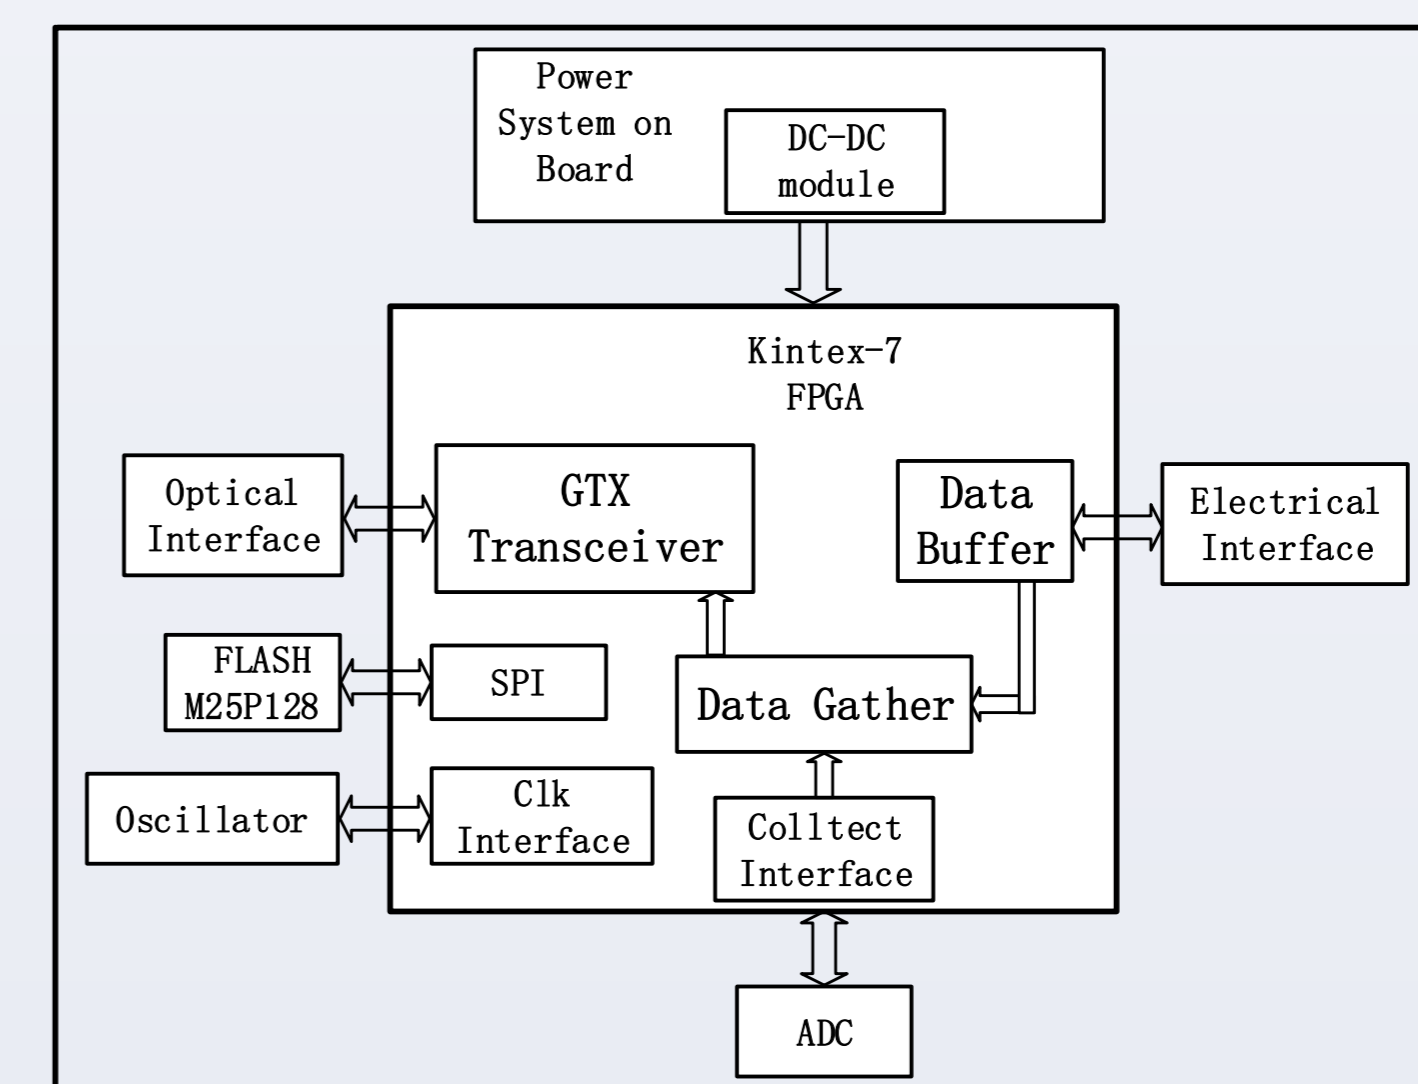 Power
System on
Board
DC-DC
module
Kintex-7
FPGA
Optical
Interface
GTX
Transceiver
Data
Buffer
Electrical
Interface
FLASH
M25P128
SPI
Data Gather
Oscillator
Clk
Interface
Colltect
Interface
ADC